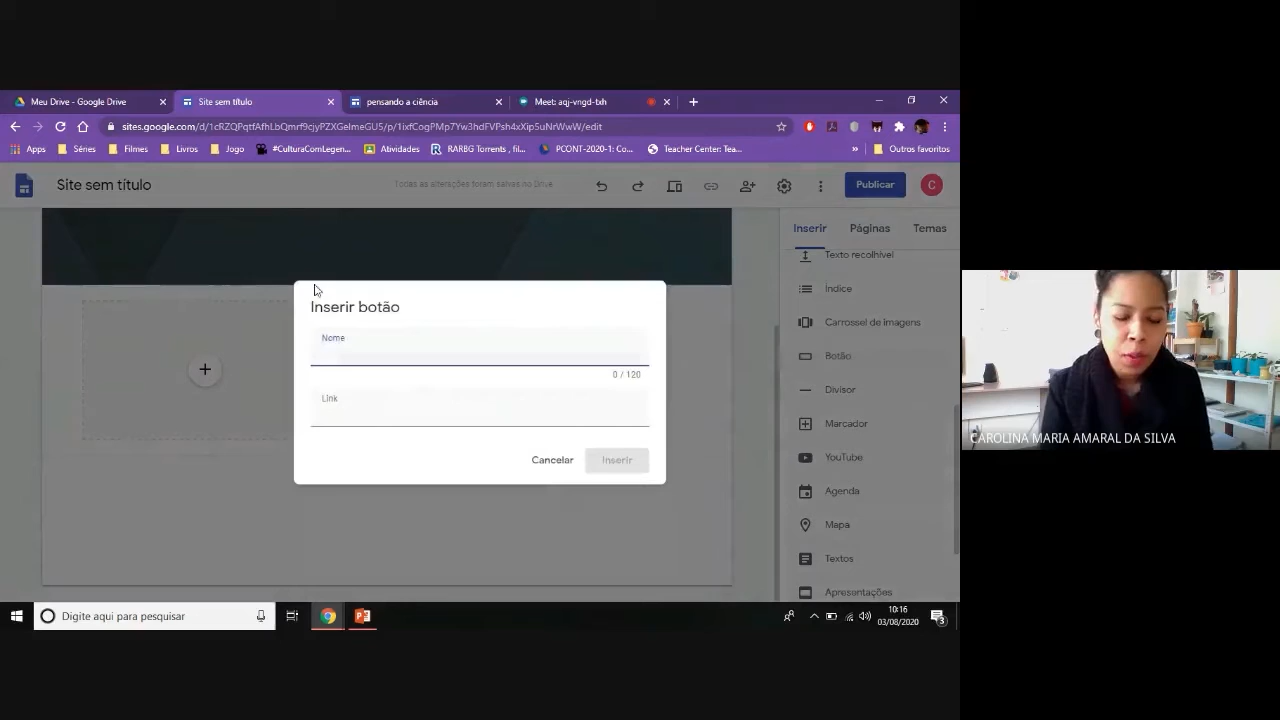 Meu Drive - Google Drive
Site sem título
pensando a ciência
Meet: aqj-vngd-txh
sites.google.com/d/1cRZQPqtfAfhLbQmrf9cjyPZXGeImeGU5/p/1ixfCogPMp7Yw3hdFVPsh4xXip5uNrWwW/edit
Apps
Séries
Filmes
Livros
Jogo
#CulturaComLegen...
Atividades
RARBG Torrents , fil...
PCONT-2020-1: Co...
Teacher Center: Tea...
»
Outros favoritos
Site sem título
Todas as alterações foram salvas no Drive
Publicar
C
Inserir
Páginas
Temas
Texto recolhível
Índice
Carrossel de imagens
Botão
Divisor
Marcador
YouTube
Agenda
Mapa
Textos
Apresentações
Inserir botão
Nome
0 / 120
Link
Cancelar
Inserir
CAROLINA MARIA AMARAL DA SILVA
Digite aqui para pesquisar
10:16
03/08/2020
3